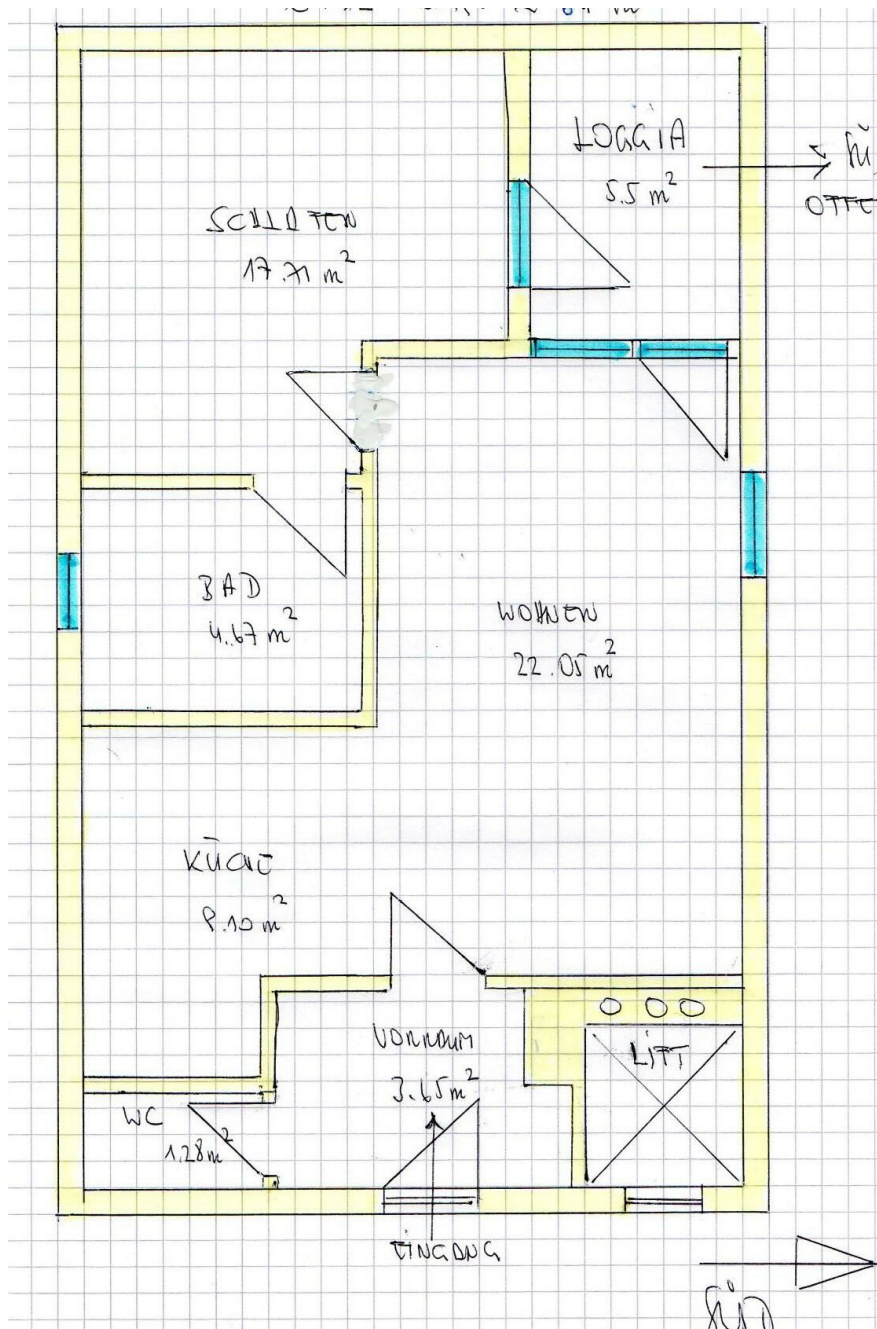 LOGGIA
5.5 m²
SCHLAFEN
17.71 m²
BAD
4.67 m²
WOHNEN
22.05 m²
KÜCHE
9.10 m²
VORRAUM
3.65 m²
LIFT
WC
1.28 m²
EINGANG
SÜD